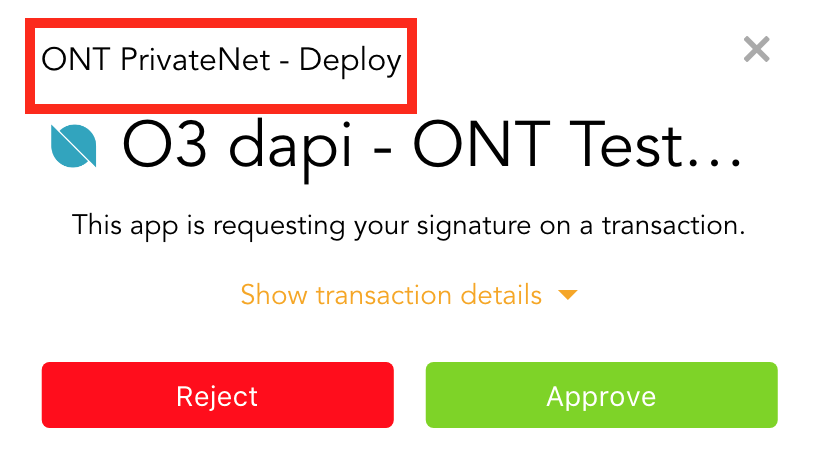 ONT PrivateNet - Deploy
O3 dapi - ONT Test...
This app is requesting your signature on a transaction.
Show transaction details
Reject
Approve